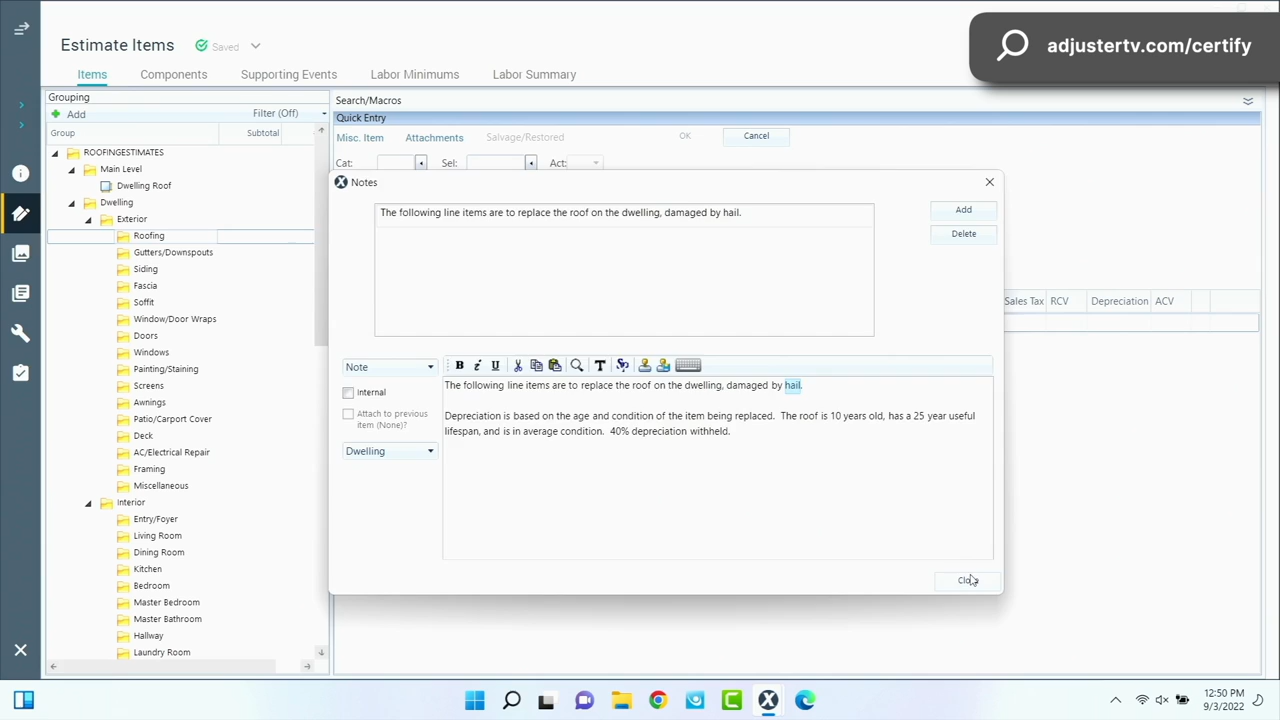 adjustertv.com/certify
Estimate Items
Saved
Items Components Supporting Events Labor Minimums Labor Summary
Grouping
Add Filter (Off)
Group Subtotal
ROOFINGESTIMATES
Main Level
Dwelling Roof
Dwelling
Exterior
Roofing
Gutters/Downspouts
Siding
Fascia
Soffit
Window/Door Wraps
Doors
Windows
Painting/Staining
Screens
Awnings
Patio/Carport Cover
Deck
AC/Electrical Repair
Framing
Miscellaneous
Interior
Entry/Foyer
Living Room
Dining Room
Kitchen
Bedroom
Master Bedroom
Master Bathroom
Hallway
Laundry Room
Search/Macros
Quick Entry
Misc. Item Attachments Salvage/Restored OK Cancel
Cat: Sel: Act:
Sales Tax RCV Depreciation ACV
Notes
The following line items are to replace the roof on the dwelling, damaged by hail.
Add
Delete
Note
Internal
Attach to previous
item (None)?
Dwelling
B i U
The following line items are to replace the roof on the dwelling, damaged by hail.
Depreciation is based on the age and condition of the item being replaced. The roof is 10 years old, has a 25 year useful
lifespan, and is in average condition. 40% depreciation withheld.
Close
12:50 PM
9/3/2022